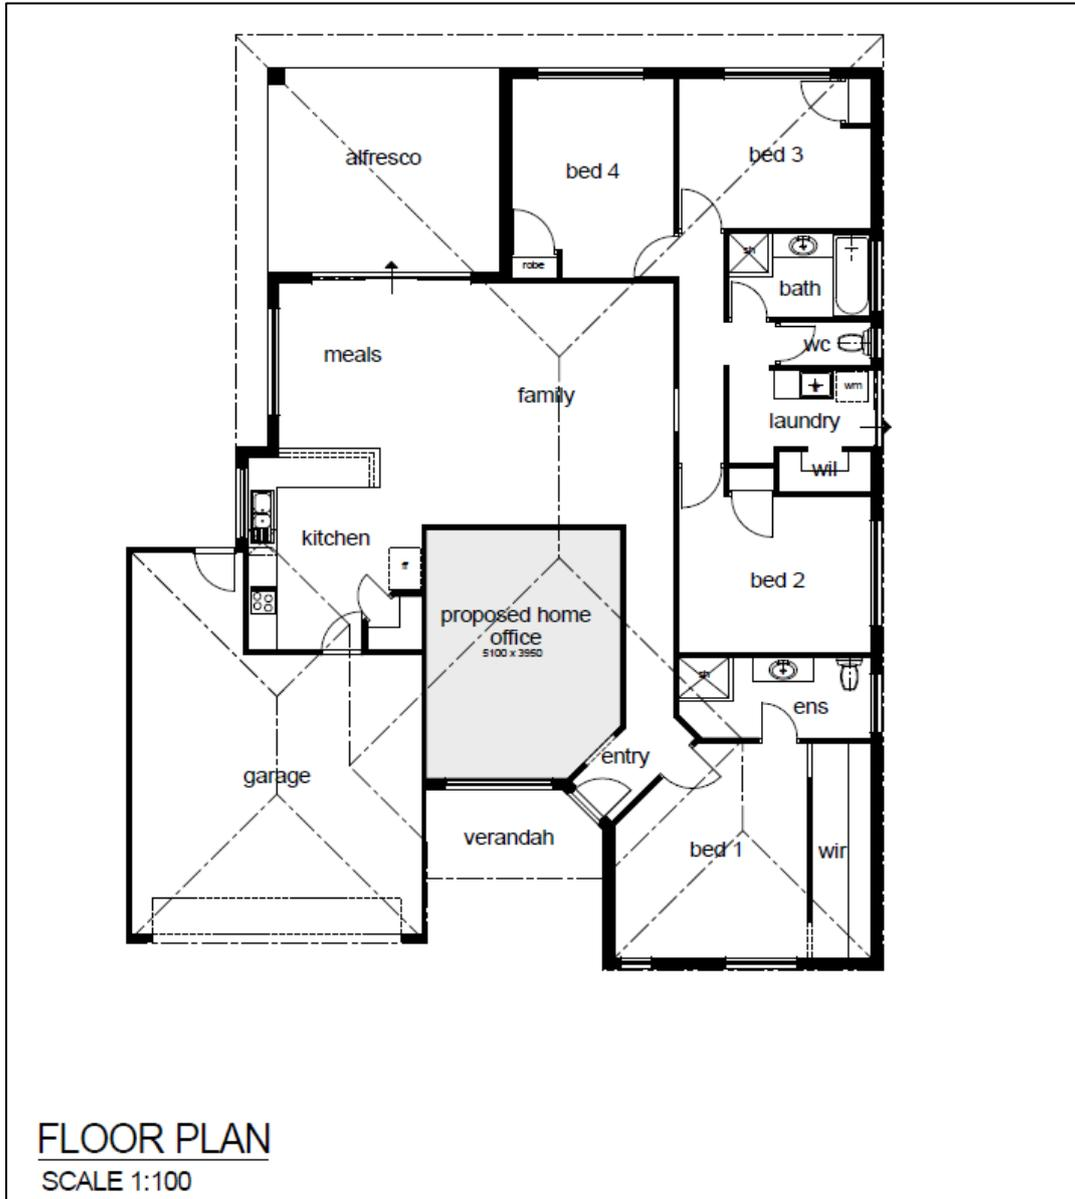 alfresco
bed 4
bed 3
robe
sh
bath
wc
meals
family
wm
laundry
wil
kitchen
bed 2
proposed home
office
5100 x 3950
sh
ens
entry
garage
verandah
bed 1
wir
FLOOR PLAN
SCALE 1:100